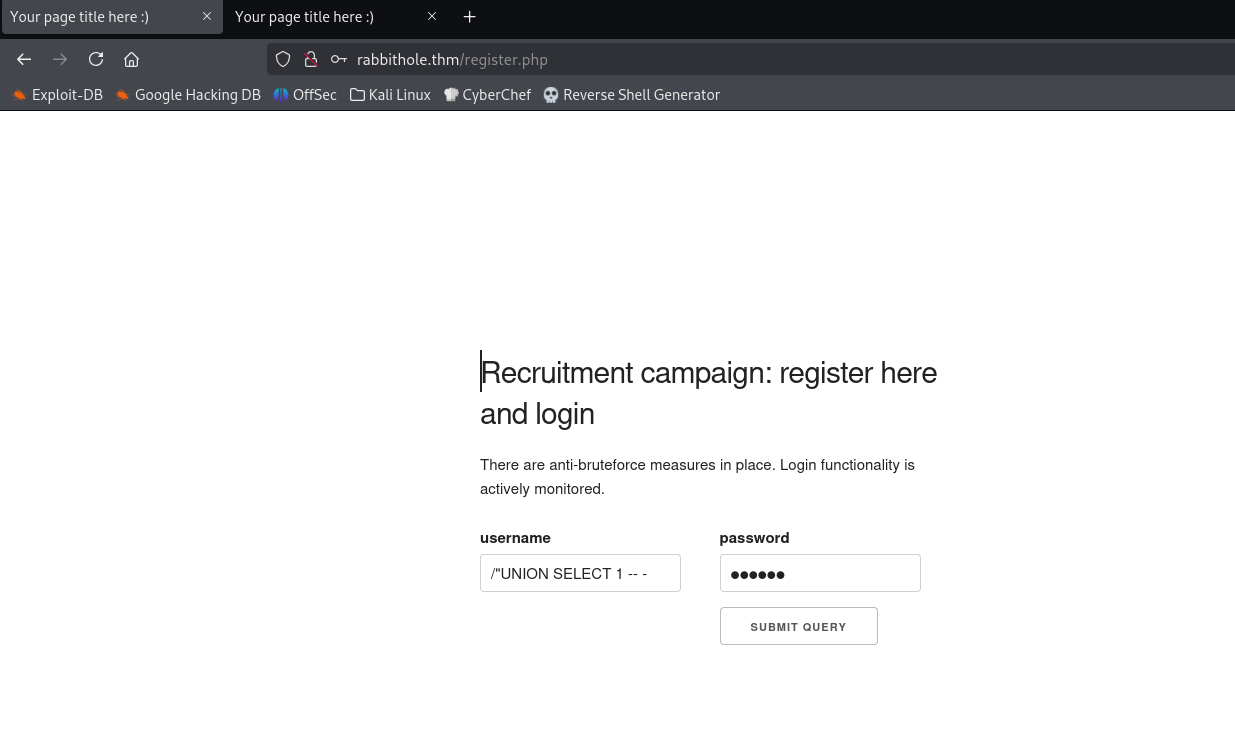 Your page title here :) Your page title here :)
rabbithole.thm/register.php
Exploit-DB Google Hacking DB OffSec Kali Linux CyberChef Reverse Shell Generator
Recruitment campaign: register here
and login
There are anti-bruteforce measures in place. Login functionality is
actively monitored.
username password
/"UNION SELECT 1 -- - ●●●●●●
SUBMIT QUERY